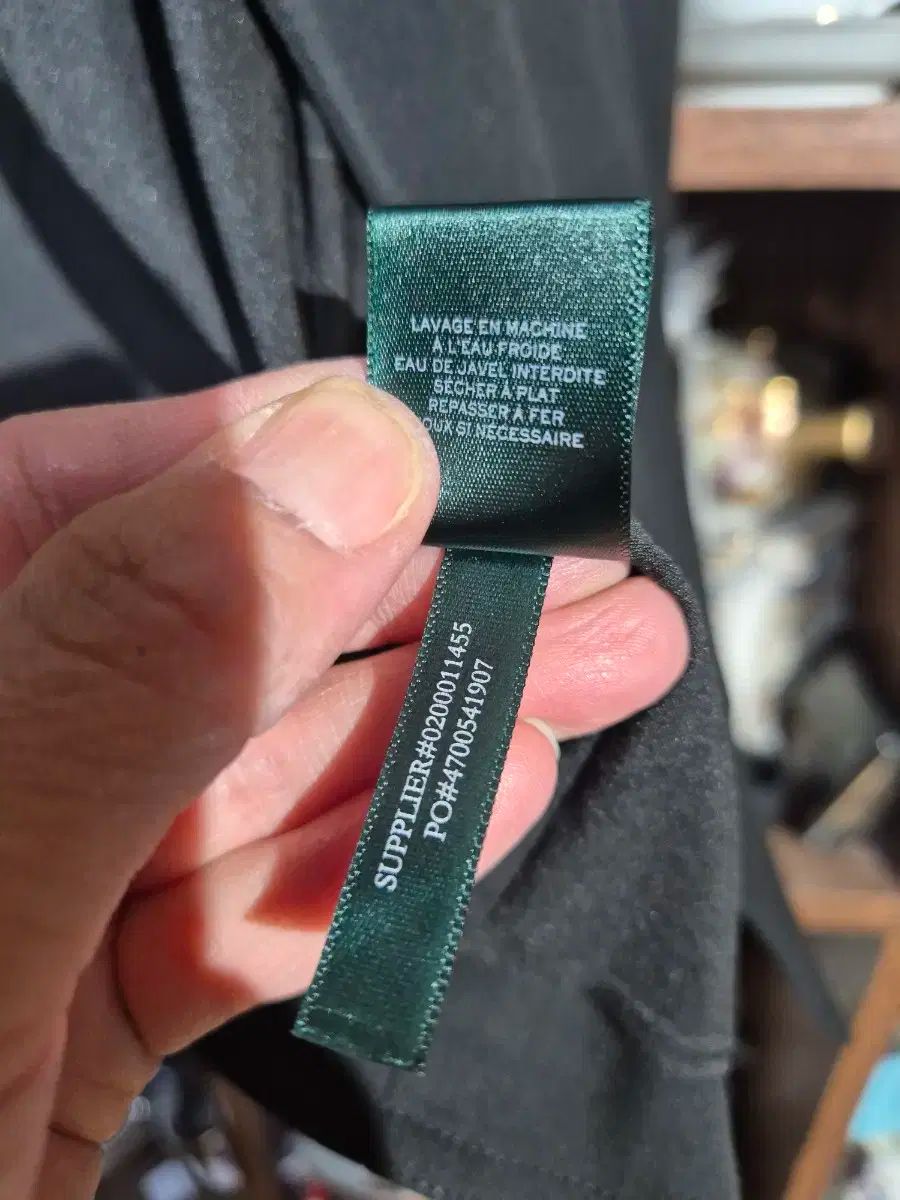 LAVAGE EN MACHINE
À L'EAU FROIDE
EAU DE JAVEL INTERDITE
SÉCHER À PLAT
REPASSER À FER
SI NÉCESSAIRE
SUPPLIER#0200011455
PO#4700541907